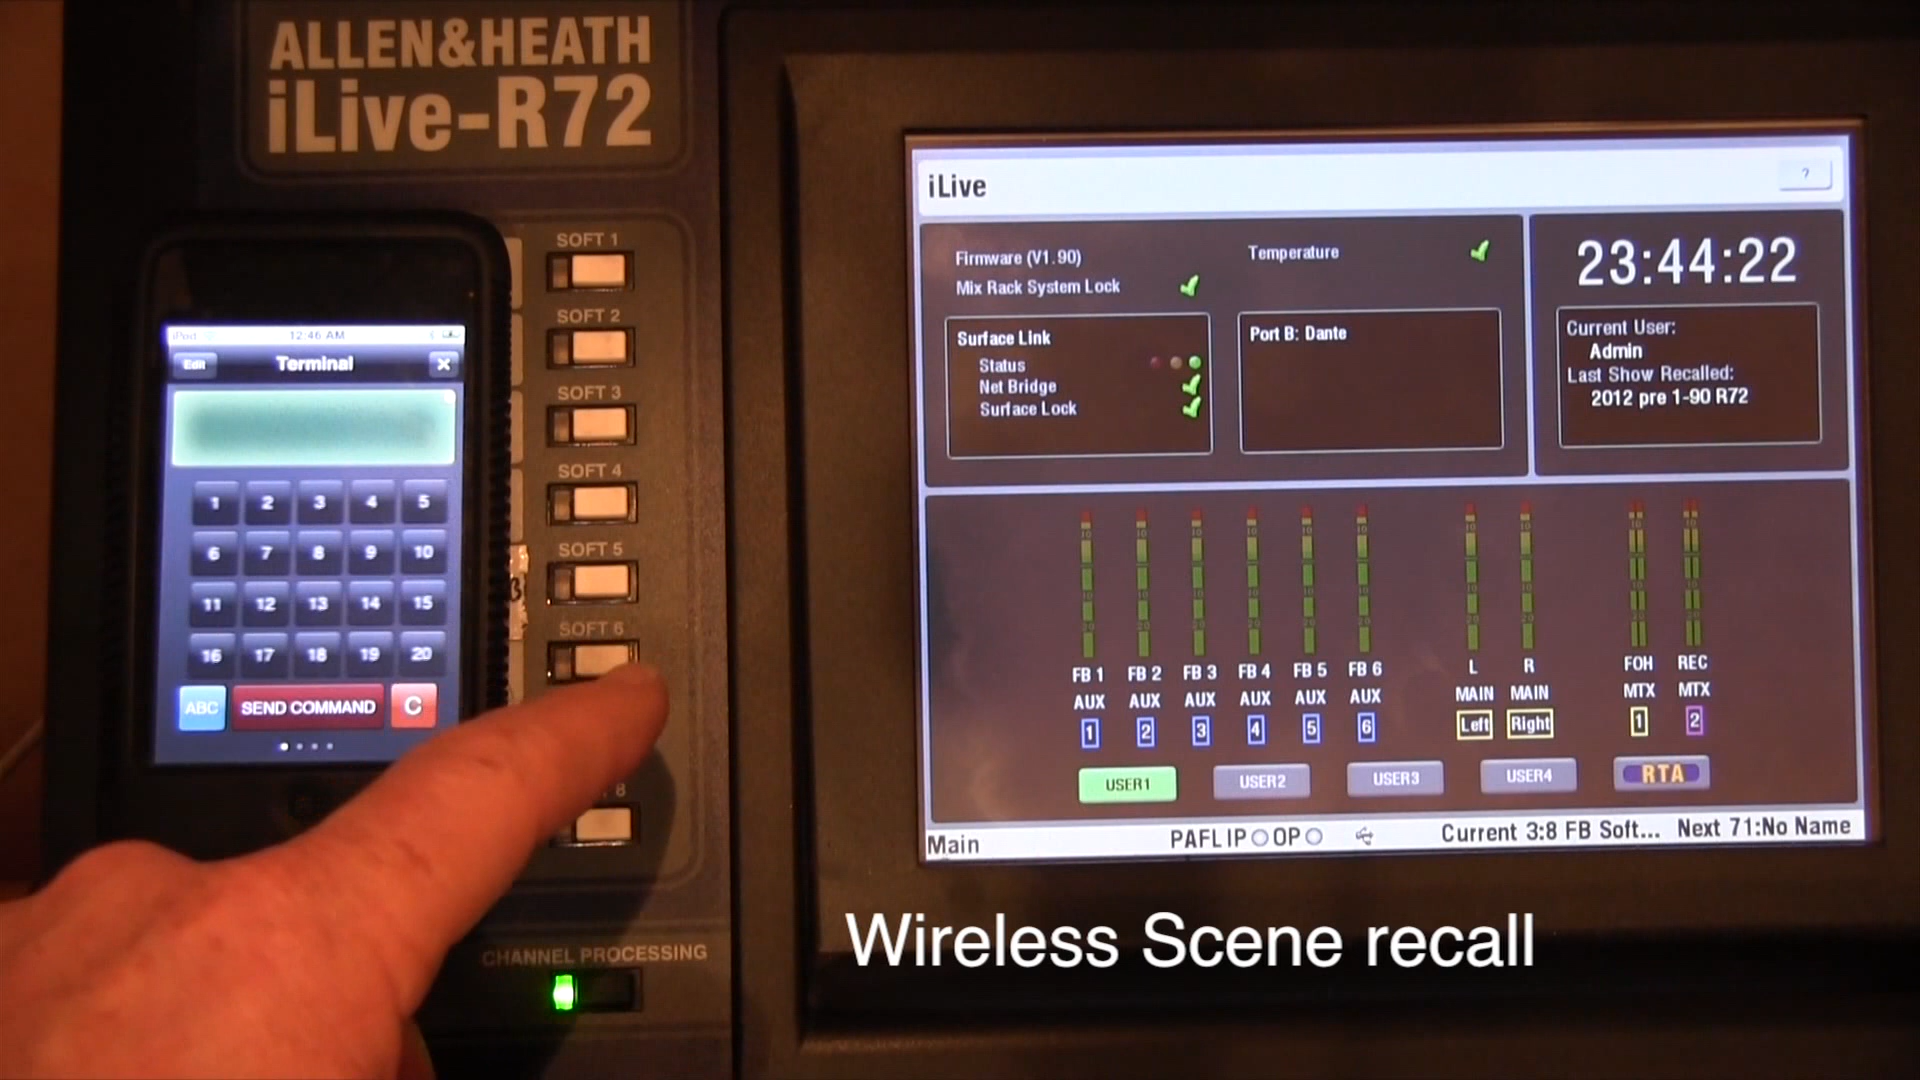 ALLEN&HEATH
iLive-R72
SOFT 1
SOFT 2
SOFT 3
SOFT 4
SOFT 5
SOFT 6
8
CHANNEL PROCESSING
iPod
12:46 AM
Edit
Terminal
X
1 2 3 4 5
6 7 8 9 10
11 12 13 14 15
16 17 18 19 20
ABC SEND COMMAND C
iLive
?
Firmware (V1.90)
Mix Rack System Lock
Temperature
Surface Link
Status
Net Bridge
Surface Lock
Port B: Dante
23:44:22
Current User:
Admin
Last Show Recalled:
2012 pre 1-90 R72
FB 1 FB 2 FB 3 FB 4 FB 5 FB 6 L R FOH REC
AUX AUX AUX AUX AUX AUX MAIN MAIN MTX MTX
1 2 3 4 5 6 Left Right 1 2
USER1 USER2 USER3 USER4 RTA
Main PAFL IP OP Current 3:8 FB Soft... Next 71:No Name
Wireless Scene recall